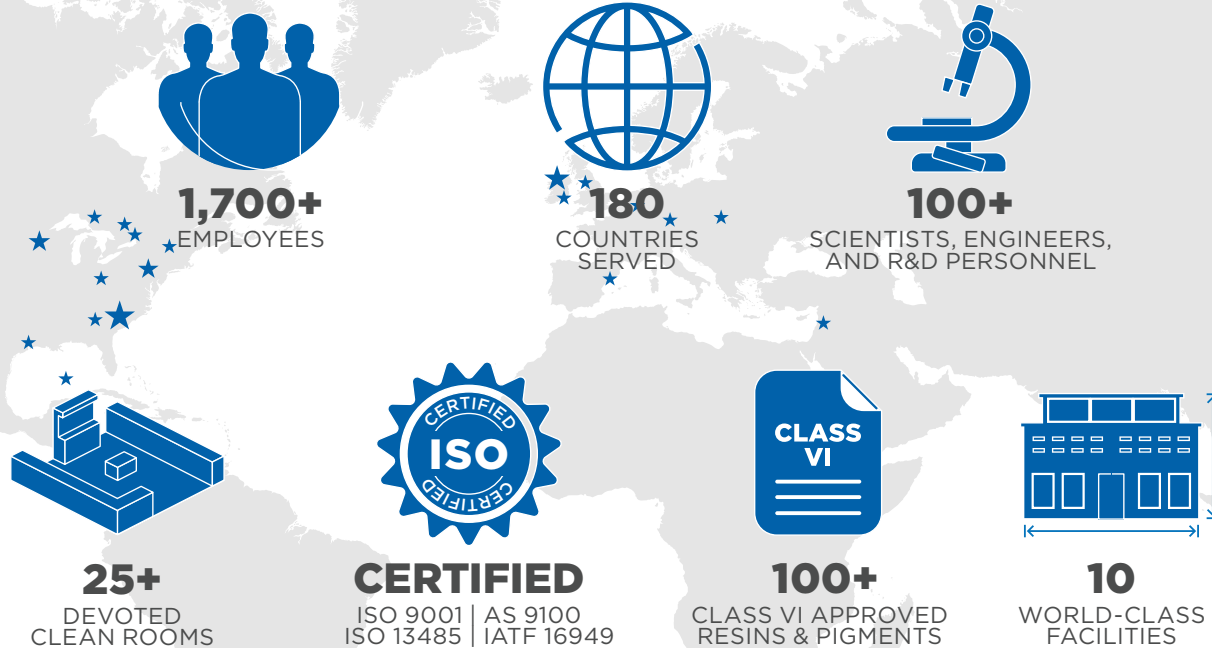 1,700+
EMPLOYEES
180
COUNTRIES
SERVED
100+
SCIENTISTS, ENGINEERS,
AND R&D PERSONNEL
CERTIFIED
ISO
CERTIFIED
CLASS
VI
25+
DEVOTED
CLEAN ROOMS
CERTIFIED
ISO 9001 | AS 9100
ISO 13485 | IATF 16949
100+
CLASS VI APPROVED
RESINS & PIGMENTS
10
WORLD-CLASS
FACILITIES